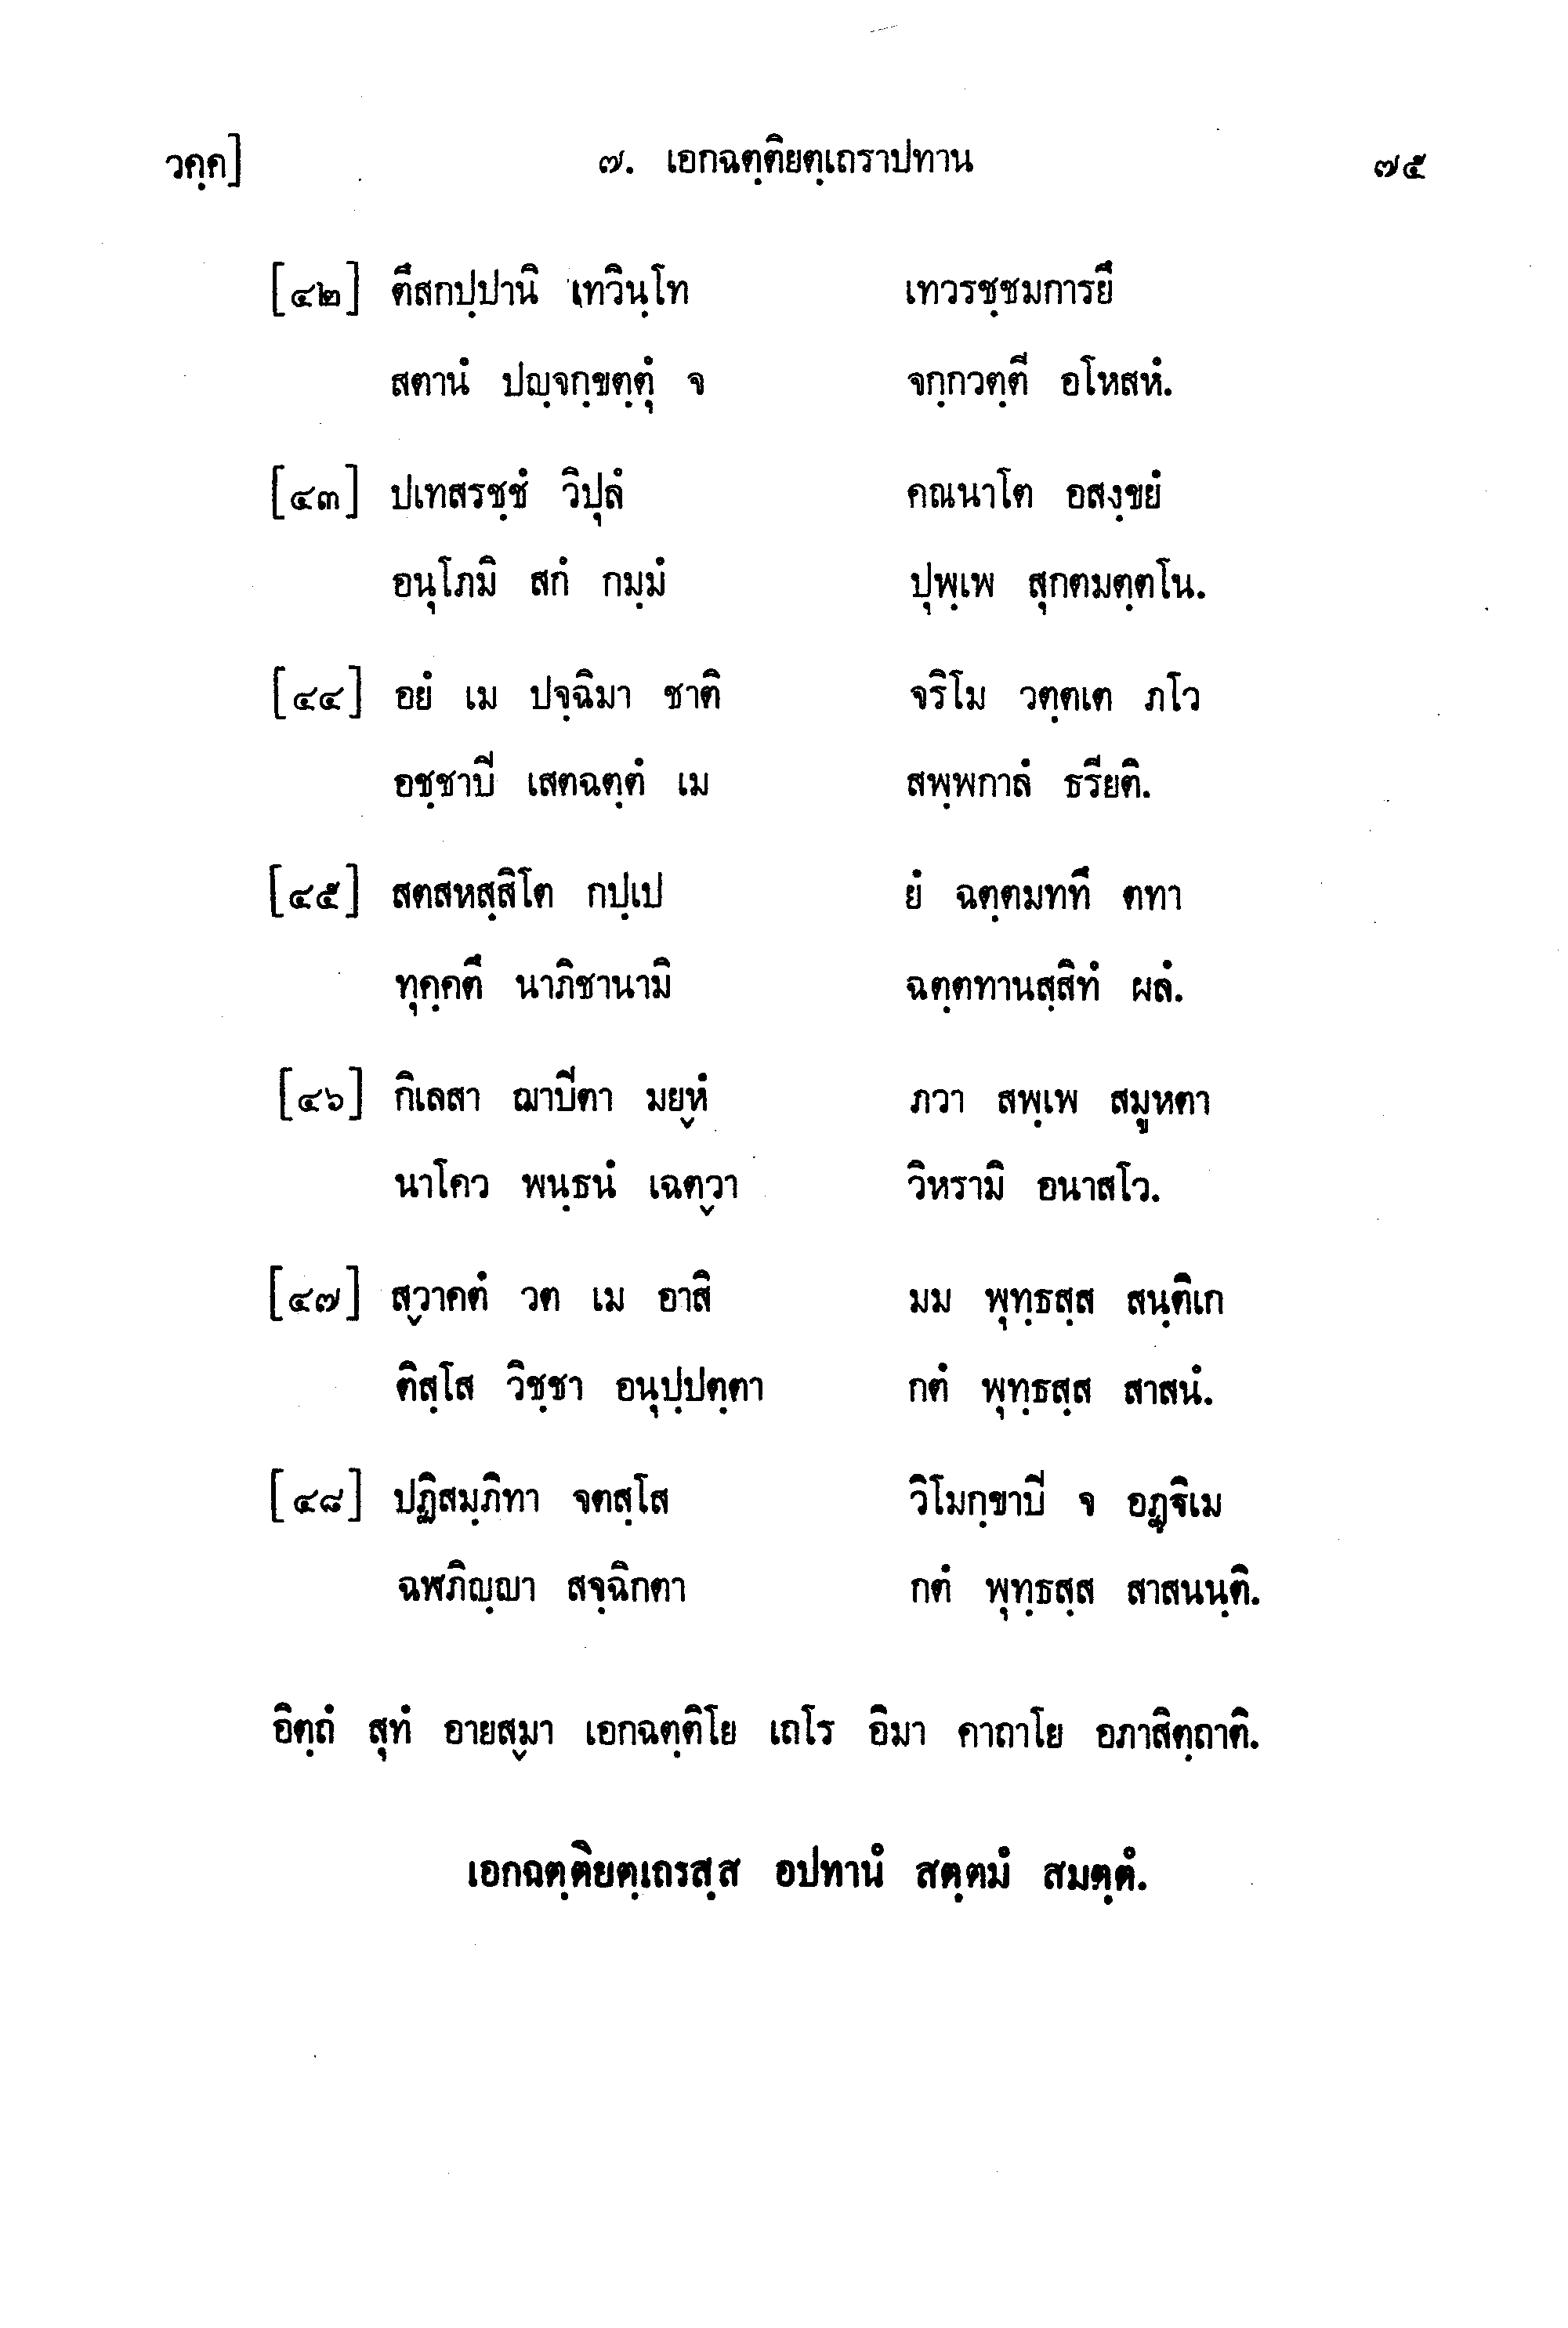 วคฺค] ๗. เอกฉตฺติยตฺเถราปทาน ๗๕
[๔๒] ตึสกปฺปานิ เทวินฺโท เทวรชฺชมการยึ
สตานํ ปญฺจกฺขตฺตุํ จ จกฺกวตฺตี อโหสหํ.
[๔๓] ปเทสรชฺชํ วิปุลํ คณนาโต อสงฺขยํ
อนุโภมิ สกํ กมฺมํ ปุพฺเพ สุกตมตฺตโน.
[๔๔] อยํ เม ปจฺฉิมา ชาติ จริโม วตฺตเต ภโว
อชฺชาปิ เสตฉตฺตํ เม สพฺพกาลํ ธรียติ.
[๔๕] สตสหสฺสิโต กปฺเป ยํ ฉตฺตมททึ ตทา
ทุคฺคตึ นาภิชานามิ ฉตฺตทานสฺสิทํ ผลํ.
[๔๖] กิเลสา ฌาปิตา มยฺหํ ภวา สพฺเพ สมูหตา
นาโคว พนฺธนํ เฉตฺวา วิหรามิ อนาสโว.
[๔๗] สฺวาคตํ วต เม อาสิ มม พุทฺธสฺส สนฺติเก
ติสฺโส วิชฺชา อนุปฺปตฺตา กตํ พุทฺธสฺส สาสนํ.
[๔๘] ปฏิสมฺภิทา จตสฺโส วิโมกฺขาปิ จ อฏฺฐิเม
ฉฬภิญฺญา สจฺฉิกตา กตํ พุทฺธสฺส สาสนนฺติ.
อิตฺถํ สุทํ อายสฺมา เอกฉตฺติโย เถโร อิมา คาถาโย อภาสิตฺถาติ.
เอกฉตฺติยตฺเถรสฺส อปทานํ สตฺตมํ สมตฺตํ.